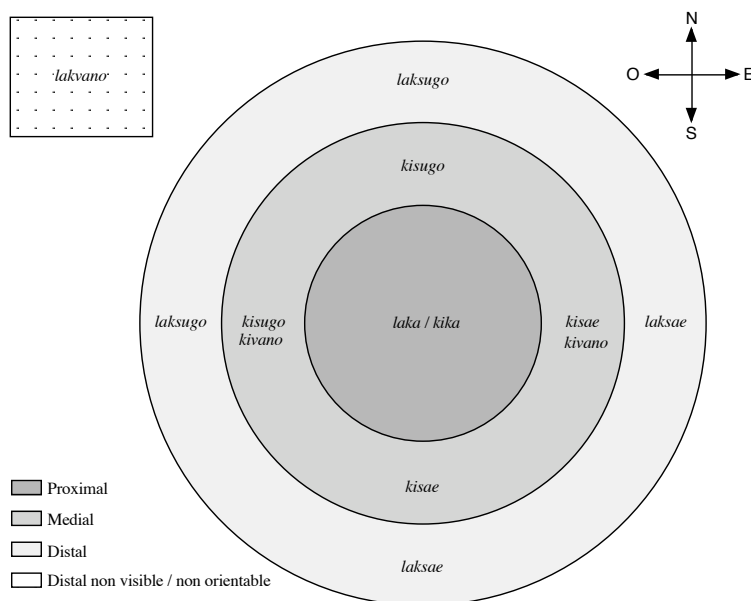 lakvano
N
O E
S
laksugo
kisugo
laksugo
kisugo
kivano
laka / kika
kisae
kivano
laksae
kisae
laksae
Proximal
Medial
Distal
Distal non visible / non orientable